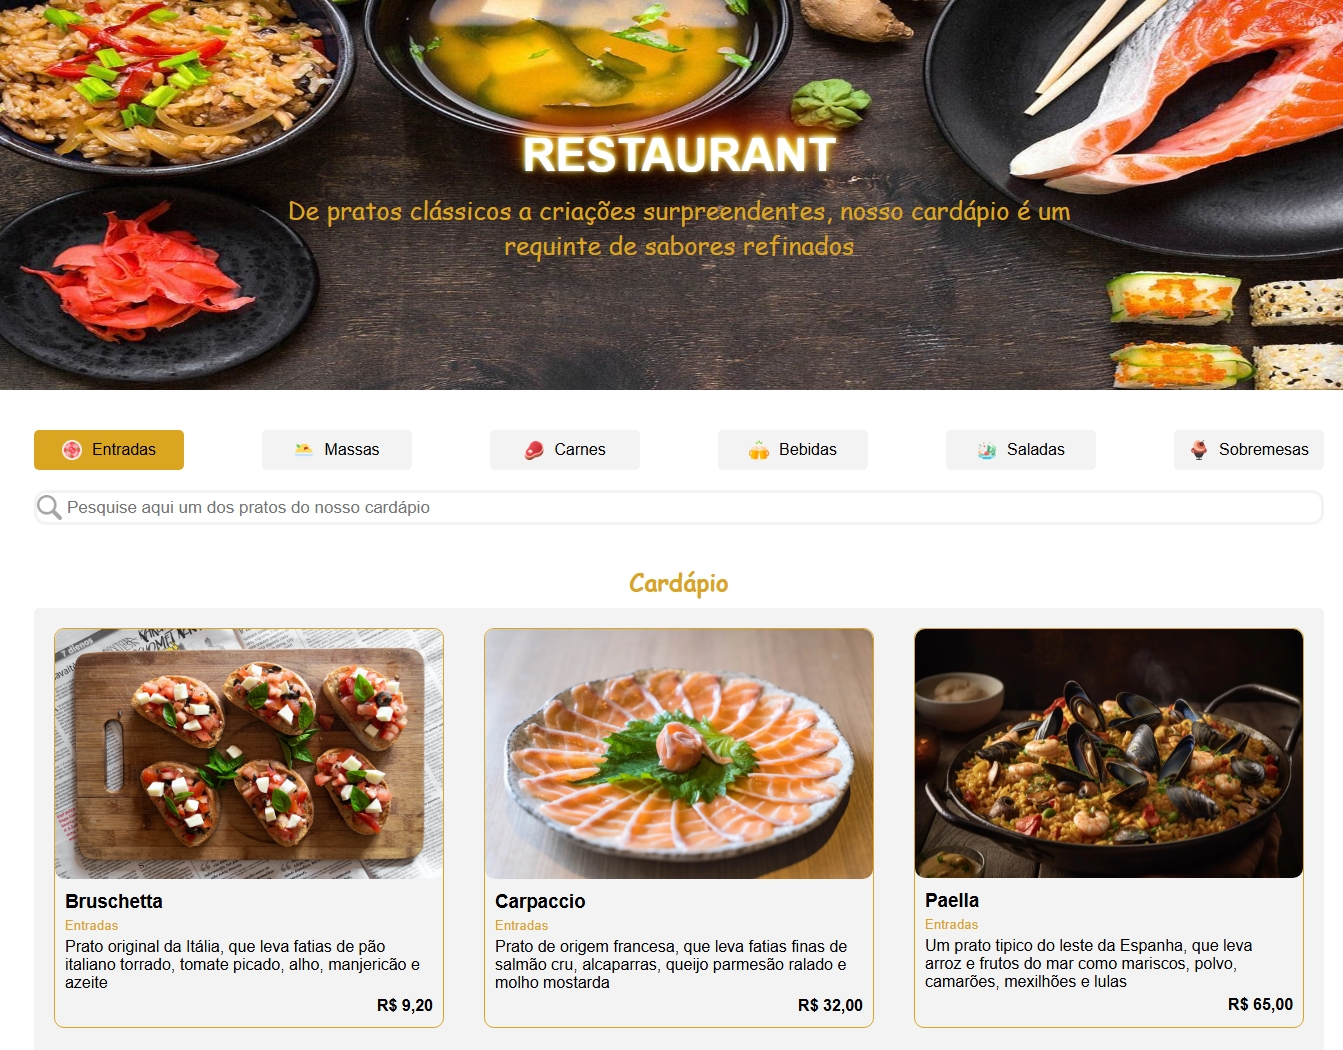 RESTAURANT
De pratos clássicos a criações surpreendentes, nosso cardápio é um
requinte de sabores refinados
Entradas
Massas
Carnes
Bebidas
Saladas
Sobremesas
Pesquise aqui um dos pratos do nosso cardápio
Cardápio
7 dienos
Bruschetta
Entradas
Prato original da Itália, que leva fatias de pão
italiano torrado, tomate picado, alho, manjericão e
azeite
R$ 9,20
Carpaccio
Entradas
Prato de origem francesa, que leva fatias finas de
salmão cru, alcaparras, queijo parmesão ralado e
molho mostarda
R$ 32,00
Paella
Entradas
Um prato tipico do leste da Espanha, que leva
arroz e frutos do mar como mariscos, polvo,
camarões, mexilhões e lulas
R$ 65,00